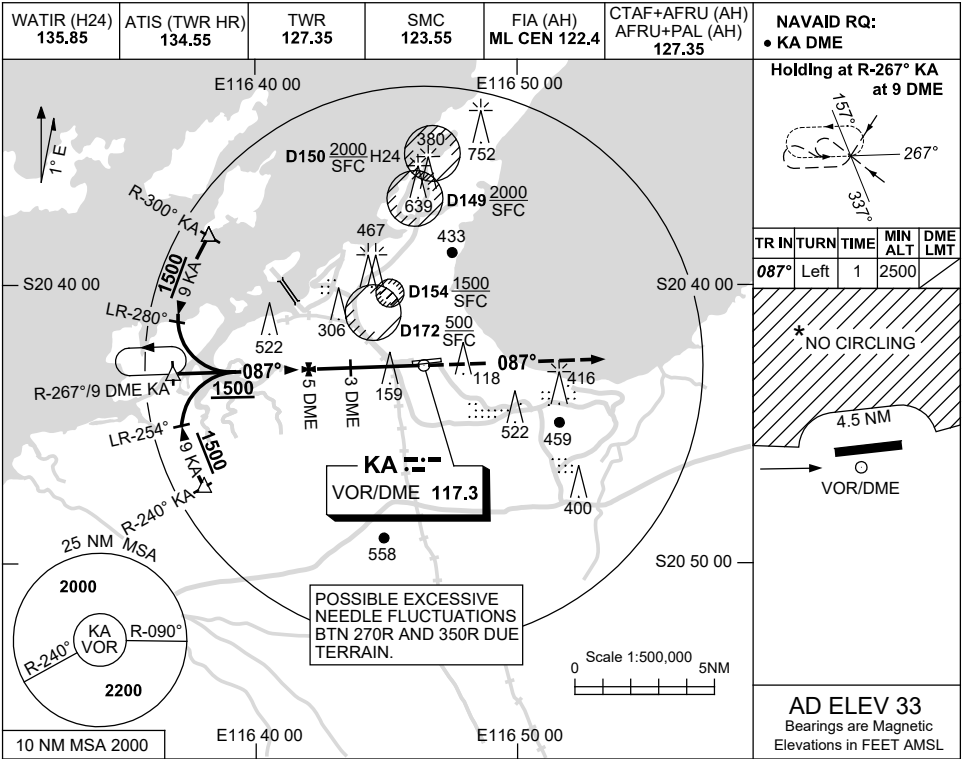 WATIR (H24)
135.85
ATIS (TWR HR)
134.55
TWR
127.35
SMC
123.55
FIA (AH)
ML CEN 122.4
CTAF+AFRU (AH)
AFRU+PAL (AH)
127.35
NAVAID RQ:
• KA DME
Holding at R-267° KA
at 9 DME
157°
267°
337°
TR IN TURN TIME MIN ALT DME LMT
087° Left 1 2500
*NO CIRCLING
4.5 NM
VOR/DME
AD ELEV 33
Bearings are Magnetic
Elevations in FEET AMSL
E116 40 00
E116 50 00
1° E
D150 2000 SFC H24
380
752
639
D149 2000 SFC
R-300° KA
1500
9 KA
467
433
S20 40 00
S20 40 00
LR-280°
D154 1500 SFC
306
522
D172 500 SFC
087°
1500
087°
R-267°/9 DME KA
5 DME
3 DME
159
118
416
522
459
LR-254°
1500
9 KA
R-240° KA
KA
VOR/DME 117.3
400
558
S20 50 00
25 NM MSA
2000
KA
VOR
R-090°
R-240°
2200
POSSIBLE EXCESSIVE
NEEDLE FLUCTUATIONS
BTN 270R AND 350R DUE
TERRAIN.
Scale 1:500,000
0 5NM
10 NM MSA 2000
E116 40 00
E116 50 00